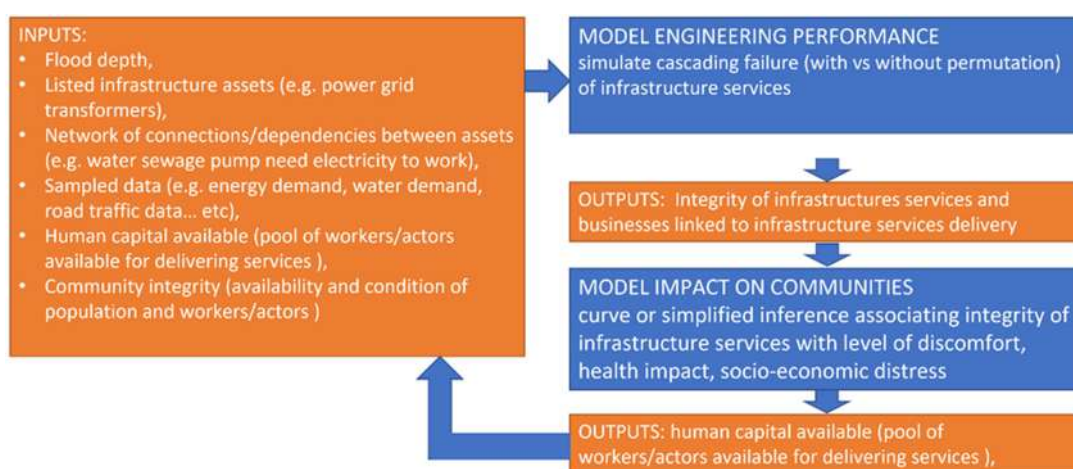 INPUTS:
• Flood depth,
• Listed infrastructure assets (e.g. power grid
transformers),
• Network of connections/dependencies between assets
(e.g. water sewage pump need electricity to work),
• Sampled data (e.g. energy demand, water demand,
road traffic data... etc),
• Human capital available (pool of workers/actors
available for delivering services ),
• Community integrity (availability and condition of
population and workers/actors )
MODEL ENGINEERING PERFORMANCE
simulate cascading failure (with vs without permutation)
of infrastructure services
OUTPUTS: Integrity of infrastructures services and
businesses linked to infrastructure services delivery
MODEL IMPACT ON COMMUNITIES
curve or simplified inference associating integrity of
infrastructure services with level of discomfort,
health impact, socio-economic distress
OUTPUTS: human capital available (pool of
workers/actors available for delivering services ),